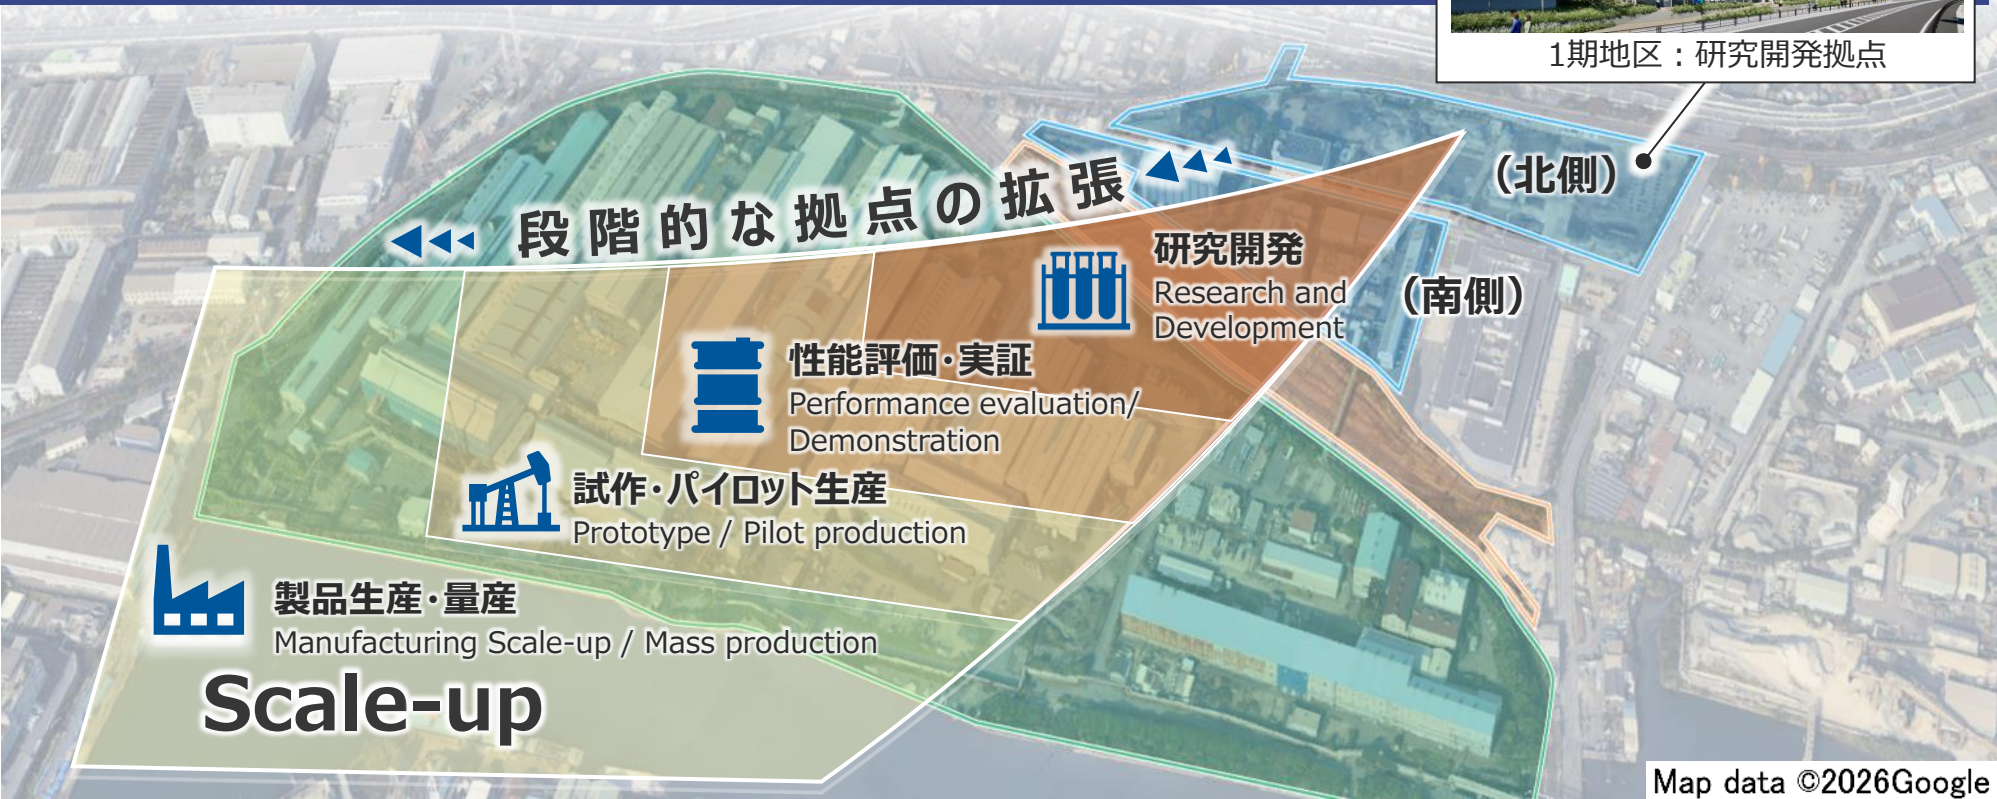 1期地区：研究開発拠点
（北側）
（南側）
段階的な拠点の拡張
研究開発
Research and
Development
性能評価・実証
Performance evaluation/
Demonstration
試作・パイロット生産
Prototype / Pilot production
製品生産・量産
Manufacturing Scale-up / Mass production
Scale-up
Map data ©2026Google